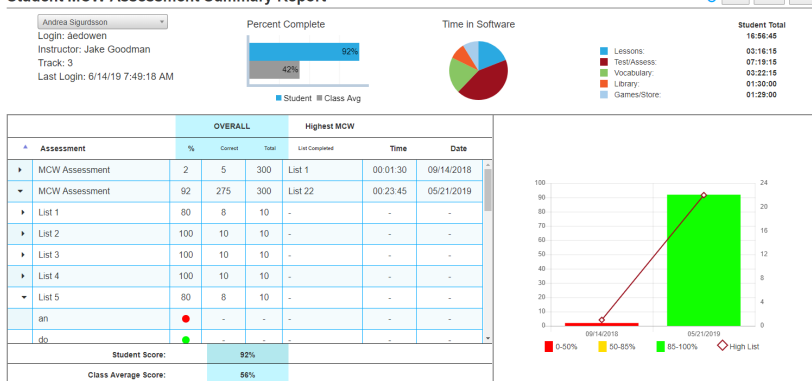 Student MCW Assessment Summary Report
Andrea Sigurdsson
Login: aedowen
Instructor: Jake Goodman
Track: 3
Last Login: 6/14/19 7:49:18 AM
Percent Complete
92%
42%
Student Class Avg
Time in Software
Student Total
16:56:45
Lessons: 03:16:15
Test/Assess: 07:19:15
Vocabulary: 03:22:15
Library: 01:30:00
Games/Store: 01:29:00
OVERALL Highest MCW
Assessment % Correct Total List Completed Time Date
MCW Assessment 2 5 300 List 1 00:01:30 09/14/2018
MCW Assessment 92 275 300 List 22 00:23:45 05/21/2019
List 1 80 8 10 - - -
List 2 100 10 10 - - -
List 3 100 10 10 - - -
List 4 100 10 10 - - -
List 5 80 8 10 - - -
an - - - - -
do - - - - -
Student Score: 92%
Class Average Score: 56%
100 24
90
80 20
70
60 16
50 12
40
30 8
20 4
10
0 0
09/14/2018 05/21/2019
0-50% 50-85% 85-100% High List